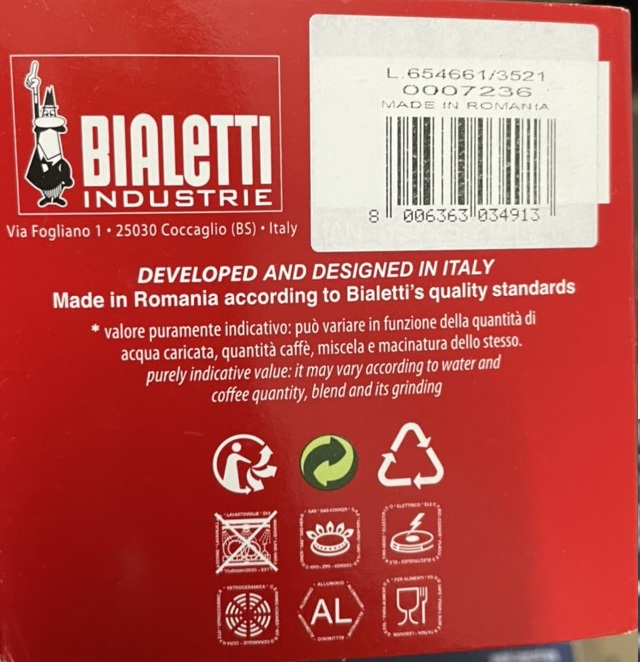 BIALETTI
INDUSTRIE
Via Fogliano 1 • 25030 Coccaglio (BS) • Italy
L.654661/3521
0007236
MADE IN ROMANIA
8 006363 034913
DEVELOPED AND DESIGNED IN ITALY
Made in Romania according to Bialetti's quality standards
* valore puramente indicativo: può variare in funzione della quantità di
acqua caricata, quantità caffè, miscela e macinatura dello stesso.
purely indicative value: it may vary according to water and
coffee quantity, blend and its grinding
AL